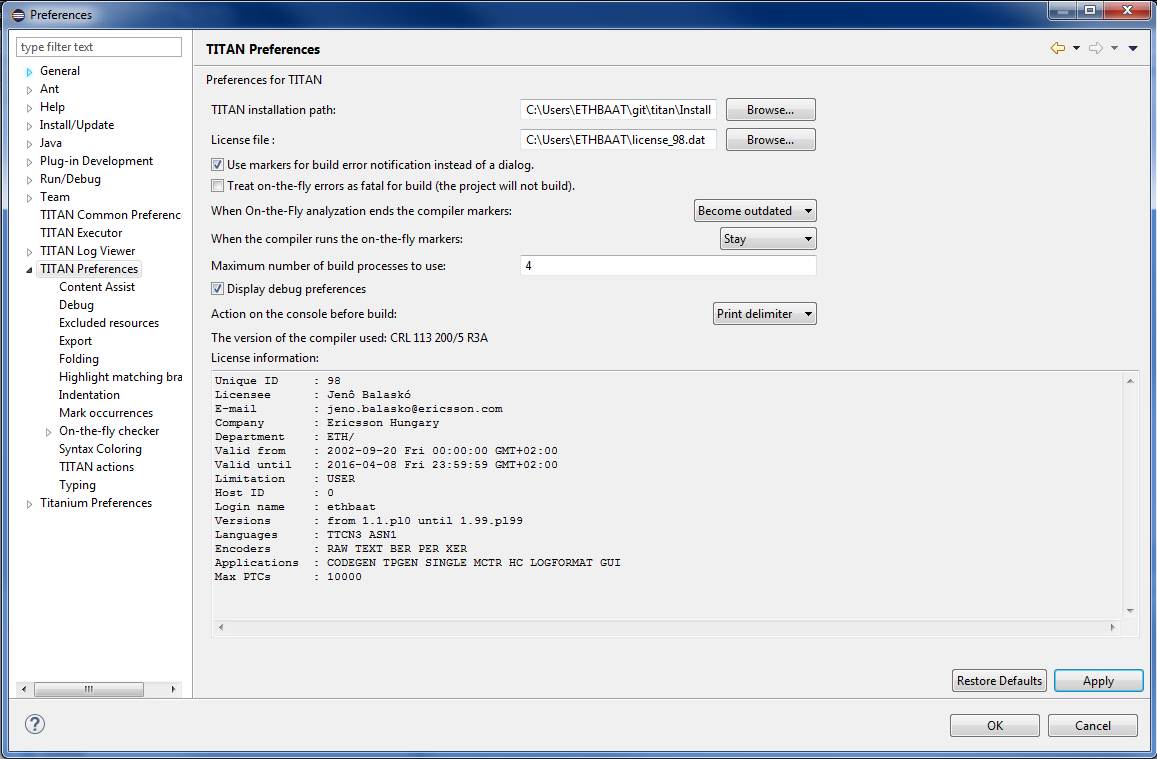 Preferences
type filter text
General
Ant
Help
Install/Update
Java
Plug-in Development
Run/Debug
Team
TITAN Common Preferenc
TITAN Executor
TITAN Log Viewer
TITAN Preferences
Content Assist
Debug
Excluded resources
Export
Folding
Highlight matching bra
Indentation
Mark occurrences
On-the-fly checker
Syntax Coloring
TITAN actions
Typing
Titanium Preferences
TITAN Preferences
Preferences for TITAN
TITAN installation path: C:\Users\ETHBAAT\git\titan\Install Browse...
License file : C:\Users\ETHBAAT\license_98.dat Browse...
Use markers for build error notification instead of a dialog.
Treat on-the-fly errors as fatal for build (the project will not build).
When On-the-Fly analyzation ends the compiler markers: Become outdated
When the compiler runs the on-the-fly markers: Stay
Maximum number of build processes to use: 4
Display debug preferences
Action on the console before build: Print delimiter
The version of the compiler used: CRL 113 200/5 R3A
License information:
Unique ID : 98
Licensee : Jenô Balaskó
E-mail : jeno.balasko@ericsson.com
Company : Ericsson Hungary
Department : ETH/
Valid from : 2002-09-20 Fri 00:00:00 GMT+02:00
Valid until : 2016-04-08 Fri 23:59:59 GMT+02:00
Limitation : USER
Host ID : 0
Login name : ethbaat
Versions : from 1.1.pl0 until 1.99.pl99
Languages : TTCN3 ASN1
Encoders : RAW TEXT BER PER XER
Applications : CODEGEN TPGEN SINGLE MCTR HC LOGFORMAT GUI
Max PTCs : 10000
Restore Defaults Apply
OK Cancel